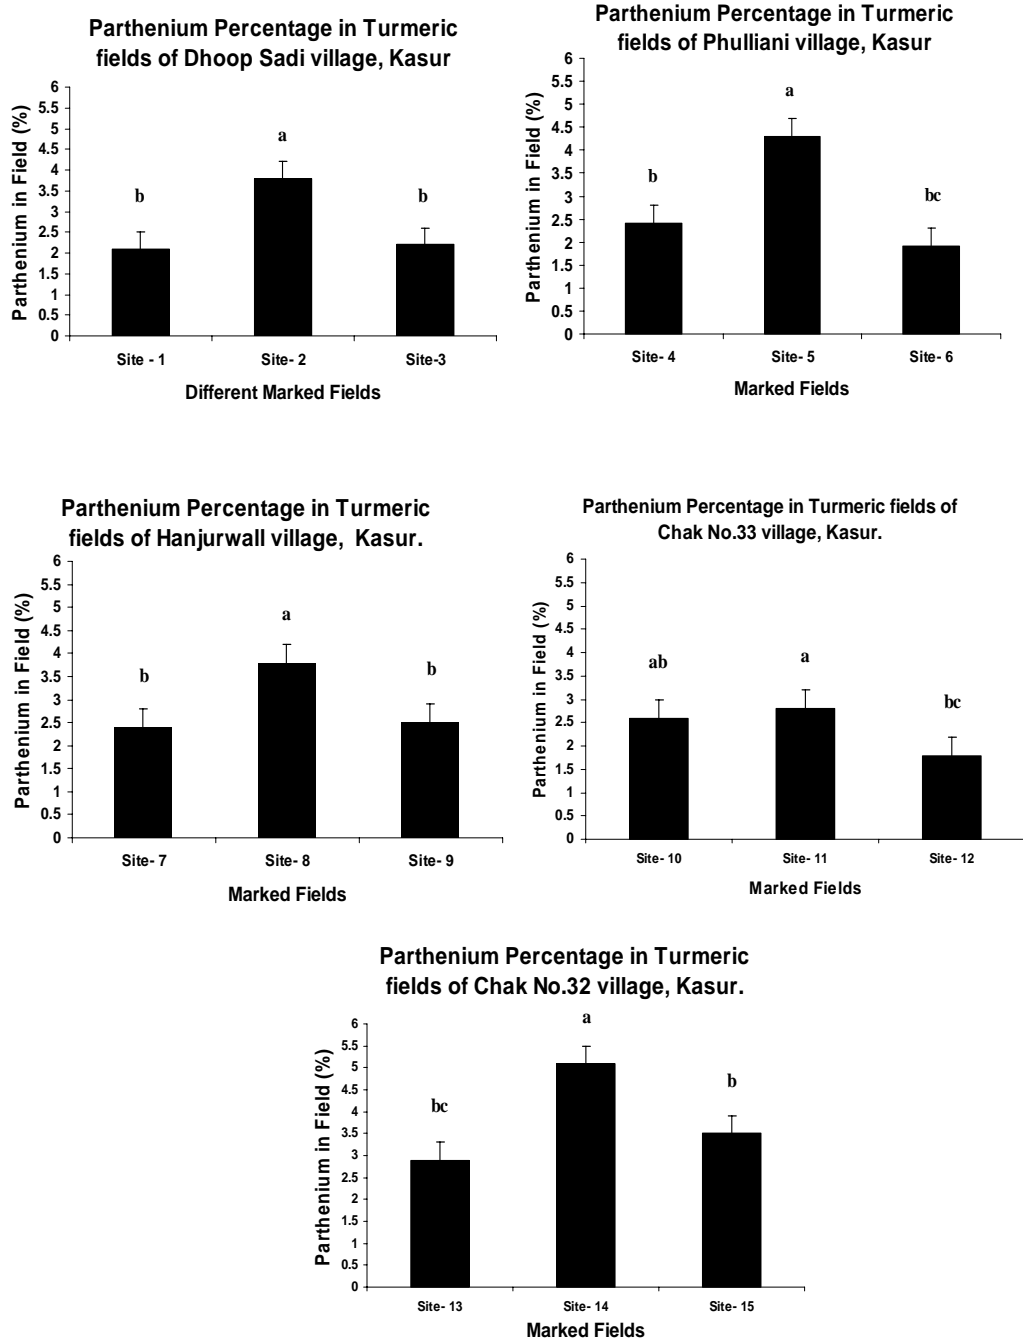 Parthenium Percentage in Turmeric
fields of Dhoop Sadi village, Kasur
Parthenium in Field (%)
6
5.5
5
4.5
4
3.5
3
2.5
2
1.5
1
0.5
0
b
a
b
Site - 1
Site- 2
Site-3
Different Marked Fields
Parthenium Percentage in Turmeric
fields of Phulliani village, Kasur
Parthenium in Field (%)
6
5.5
5
4.5
4
3.5
3
2.5
2
1.5
1
0.5
0
b
a
bc
Site- 4
Site- 5
Site- 6
Marked Fields
Parthenium Percentage in Turmeric
fields of Hanjurwall village, Kasur.
Parthenium in Field (%)
6
5.5
5
4.5
4
3.5
3
2.5
2
1.5
1
0.5
0
b
a
b
Site- 7
Site- 8
Site- 9
Marked Fields
Parthenium Percentage in Turmeric fields of
Chak No.33 village, Kasur.
Parthenium in Field (%)
6
5.5
5
4.5
4
3.5
3
2.5
2
1.5
1
0.5
0
ab
a
bc
Site- 10
Site- 11
Site- 12
Marked Fields
Parthenium Percentage in Turmeric
fields of Chak No.32 village, Kasur.
Parthenium in Field (%)
6
5.5
5
4.5
4
3.5
3
2.5
2
1.5
1
0.5
0
bc
a
b
Site- 13
Site- 14
Site- 15
Marked Fields